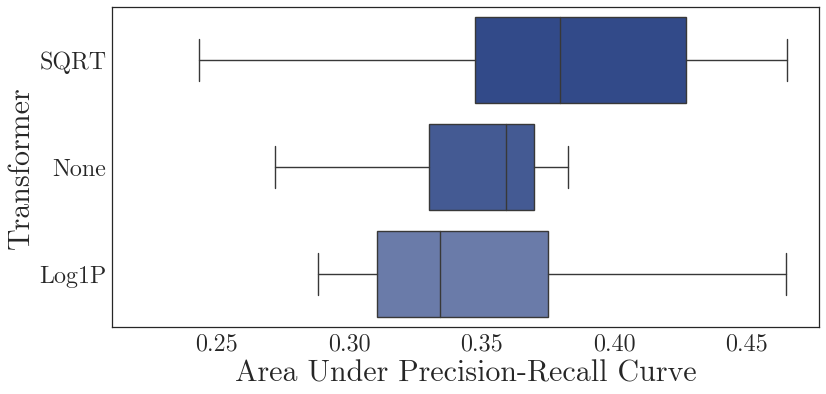 Transformer
SQRT
None
Log1P
0.25 0.30 0.35 0.40 0.45
Area Under Precision-Recall Curve